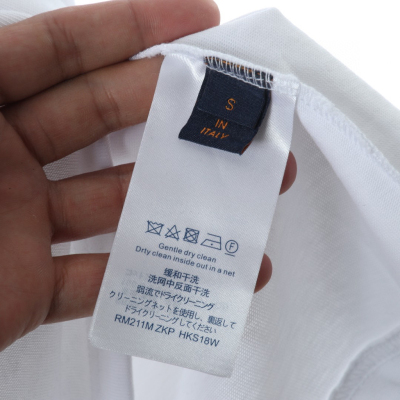 S
IN
ITALY
Gentle dry clean
Drty clean inside out in a net
缓和干洗
洗网中反面干洗
弱流でドライクリーニング
クリーニングネットを使用し、裏返して
ドライクリーニングしてください
RM211M ZKP HKS18W